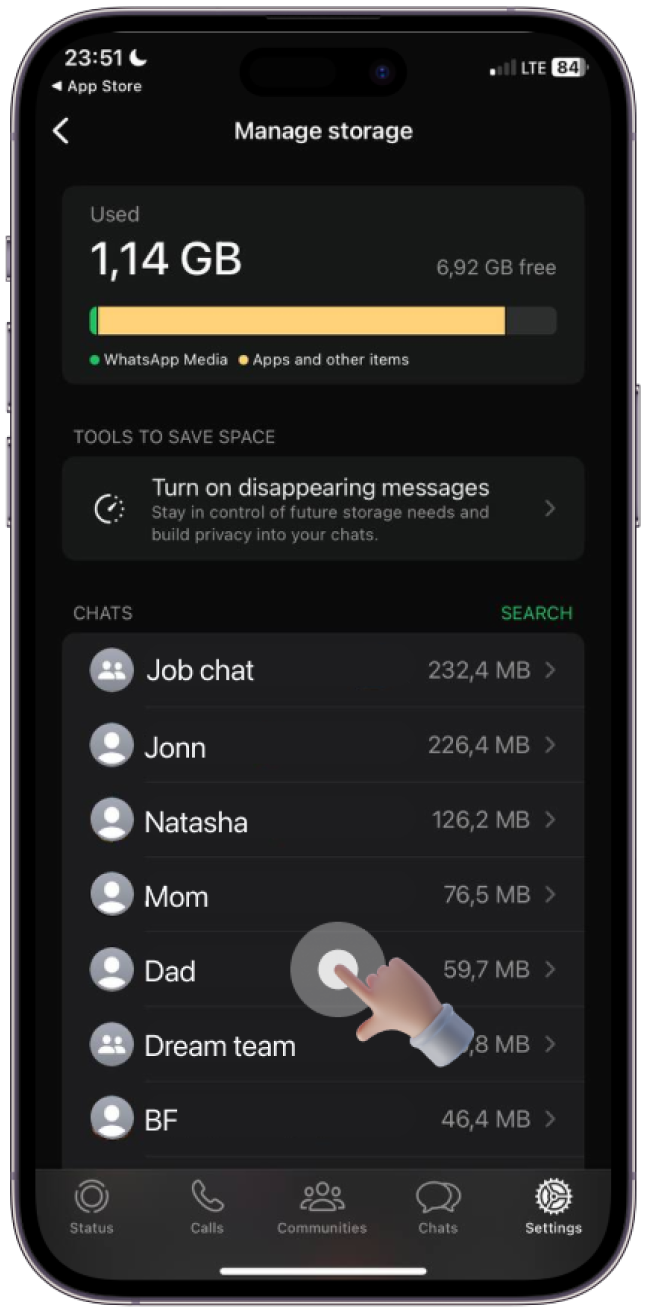 23:51
LTE 84
◀ App Store
Manage storage
Used
1,14 GB
6,92 GB free
WhatsApp Media
Apps and other items
TOOLS TO SAVE SPACE
Turn on disappearing messages
Stay in control of future storage needs and
build privacy into your chats.
CHATS
SEARCH
Job chat
232,4 MB
Jonn
226,4 MB
Natasha
126,2 MB
Mom
76,5 MB
Dad
59,7 MB
Dream team
,8 MB
BF
46,4 MB
Status
Calls
Communities
Chats
Settings